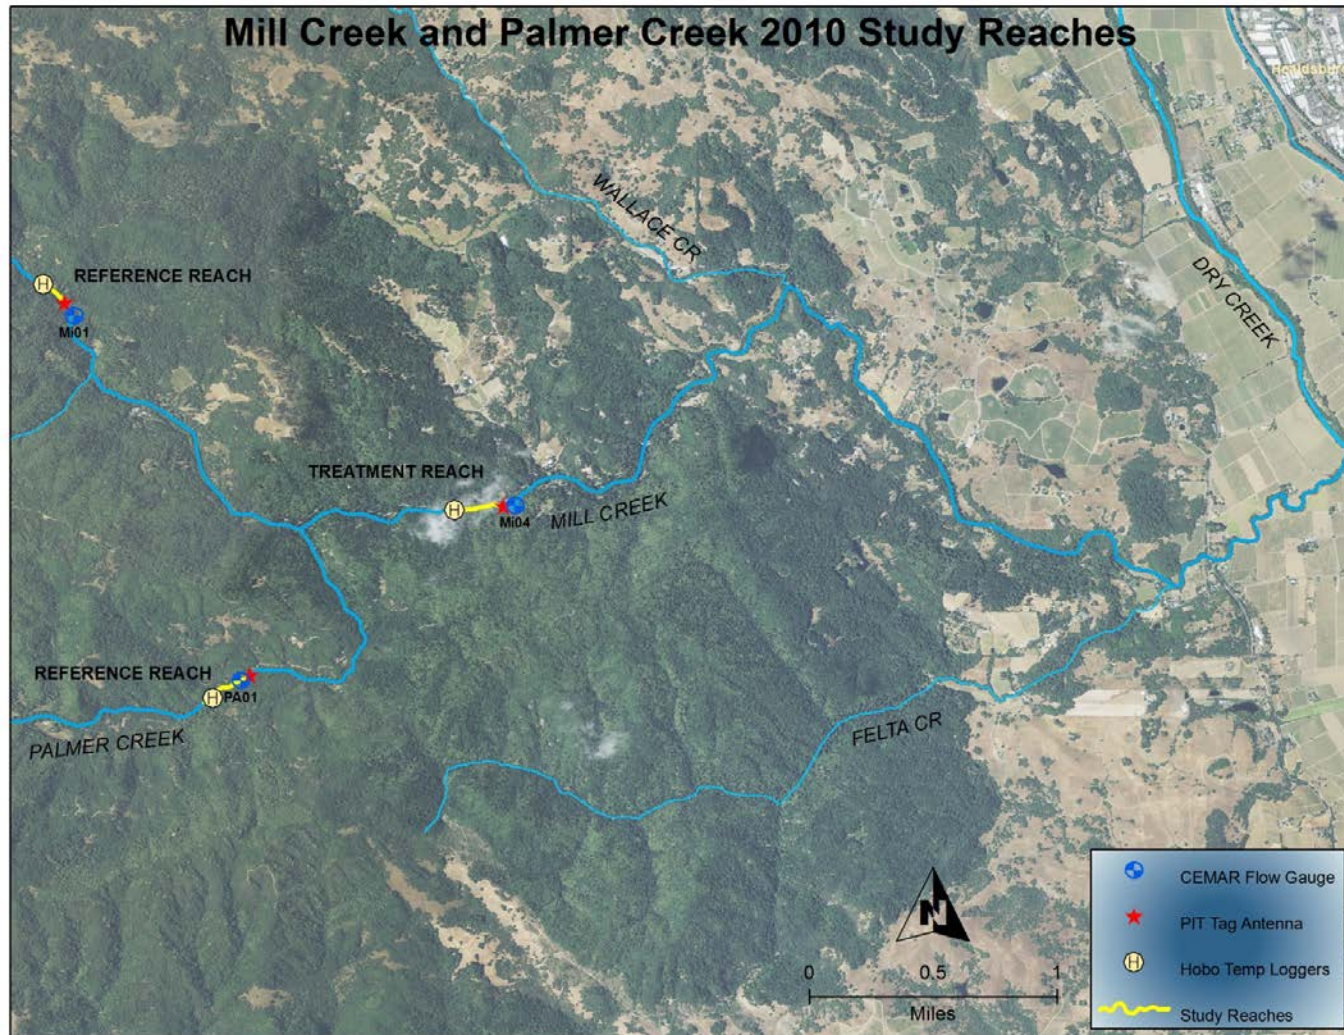 Mill Creek and Palmer Creek 2010 Study Reaches
Healdsburg
WALLACE CR
DRY CREEK
H
REFERENCE REACH
Mi01
TREATMENT REACH
H
Mi04
MILL CREEK
REFERENCE REACH
H
PA01
PALMER CREEK
FELTA CR
N
0 0.5 1
Miles
CEMAR Flow Gauge
PIT Tag Antenna
H Hobo Temp Loggers
Study Reaches